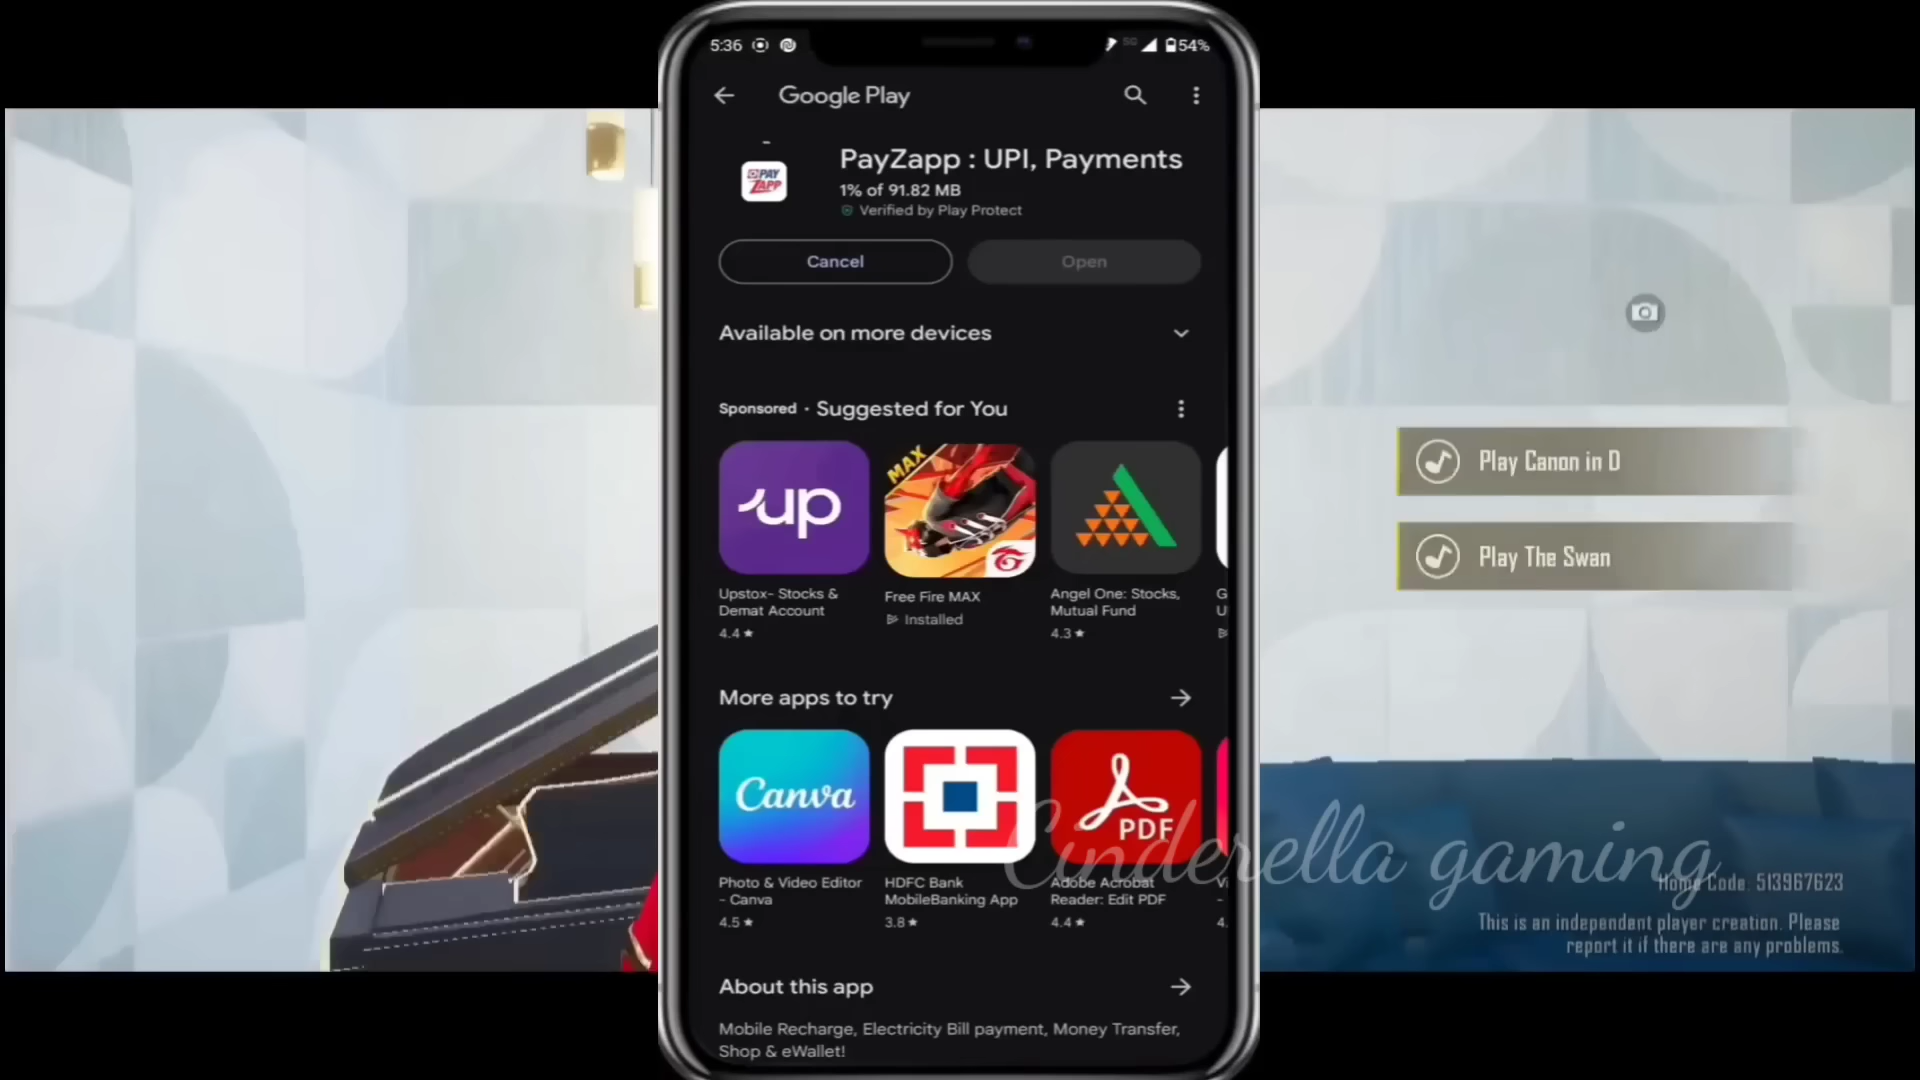 5:36
5G
54%
Google Play
PAY
ZAPP
PayZapp : UPI, Payments
1% of 91.82 MB
Verified by Play Protect
Cancel
Open
Available on more devices
Sponsored · Suggested for You
up
MAX
Upstox- Stocks &
Demat Account
4.4★
Free Fire MAX
Installed
Angel One: Stocks,
Mutual Fund
4.3★
G
U
More apps to try
Canva
PDF
Photo & Video Editor
- Canva
4.5★
HDFC Bank
MobileBanking App
3.8★
Adobe Acrobat
Reader: Edit PDF
4.4★
Vi
-
4.
About this app
Mobile Recharge, Electricity Bill payment, Money Transfer,
Shop & eWallet!
Play Canon in D
Play The Swan
Cinderella gaming
Home Code: 513967623
This is an independent player creation. Please
report it if there are any problems.